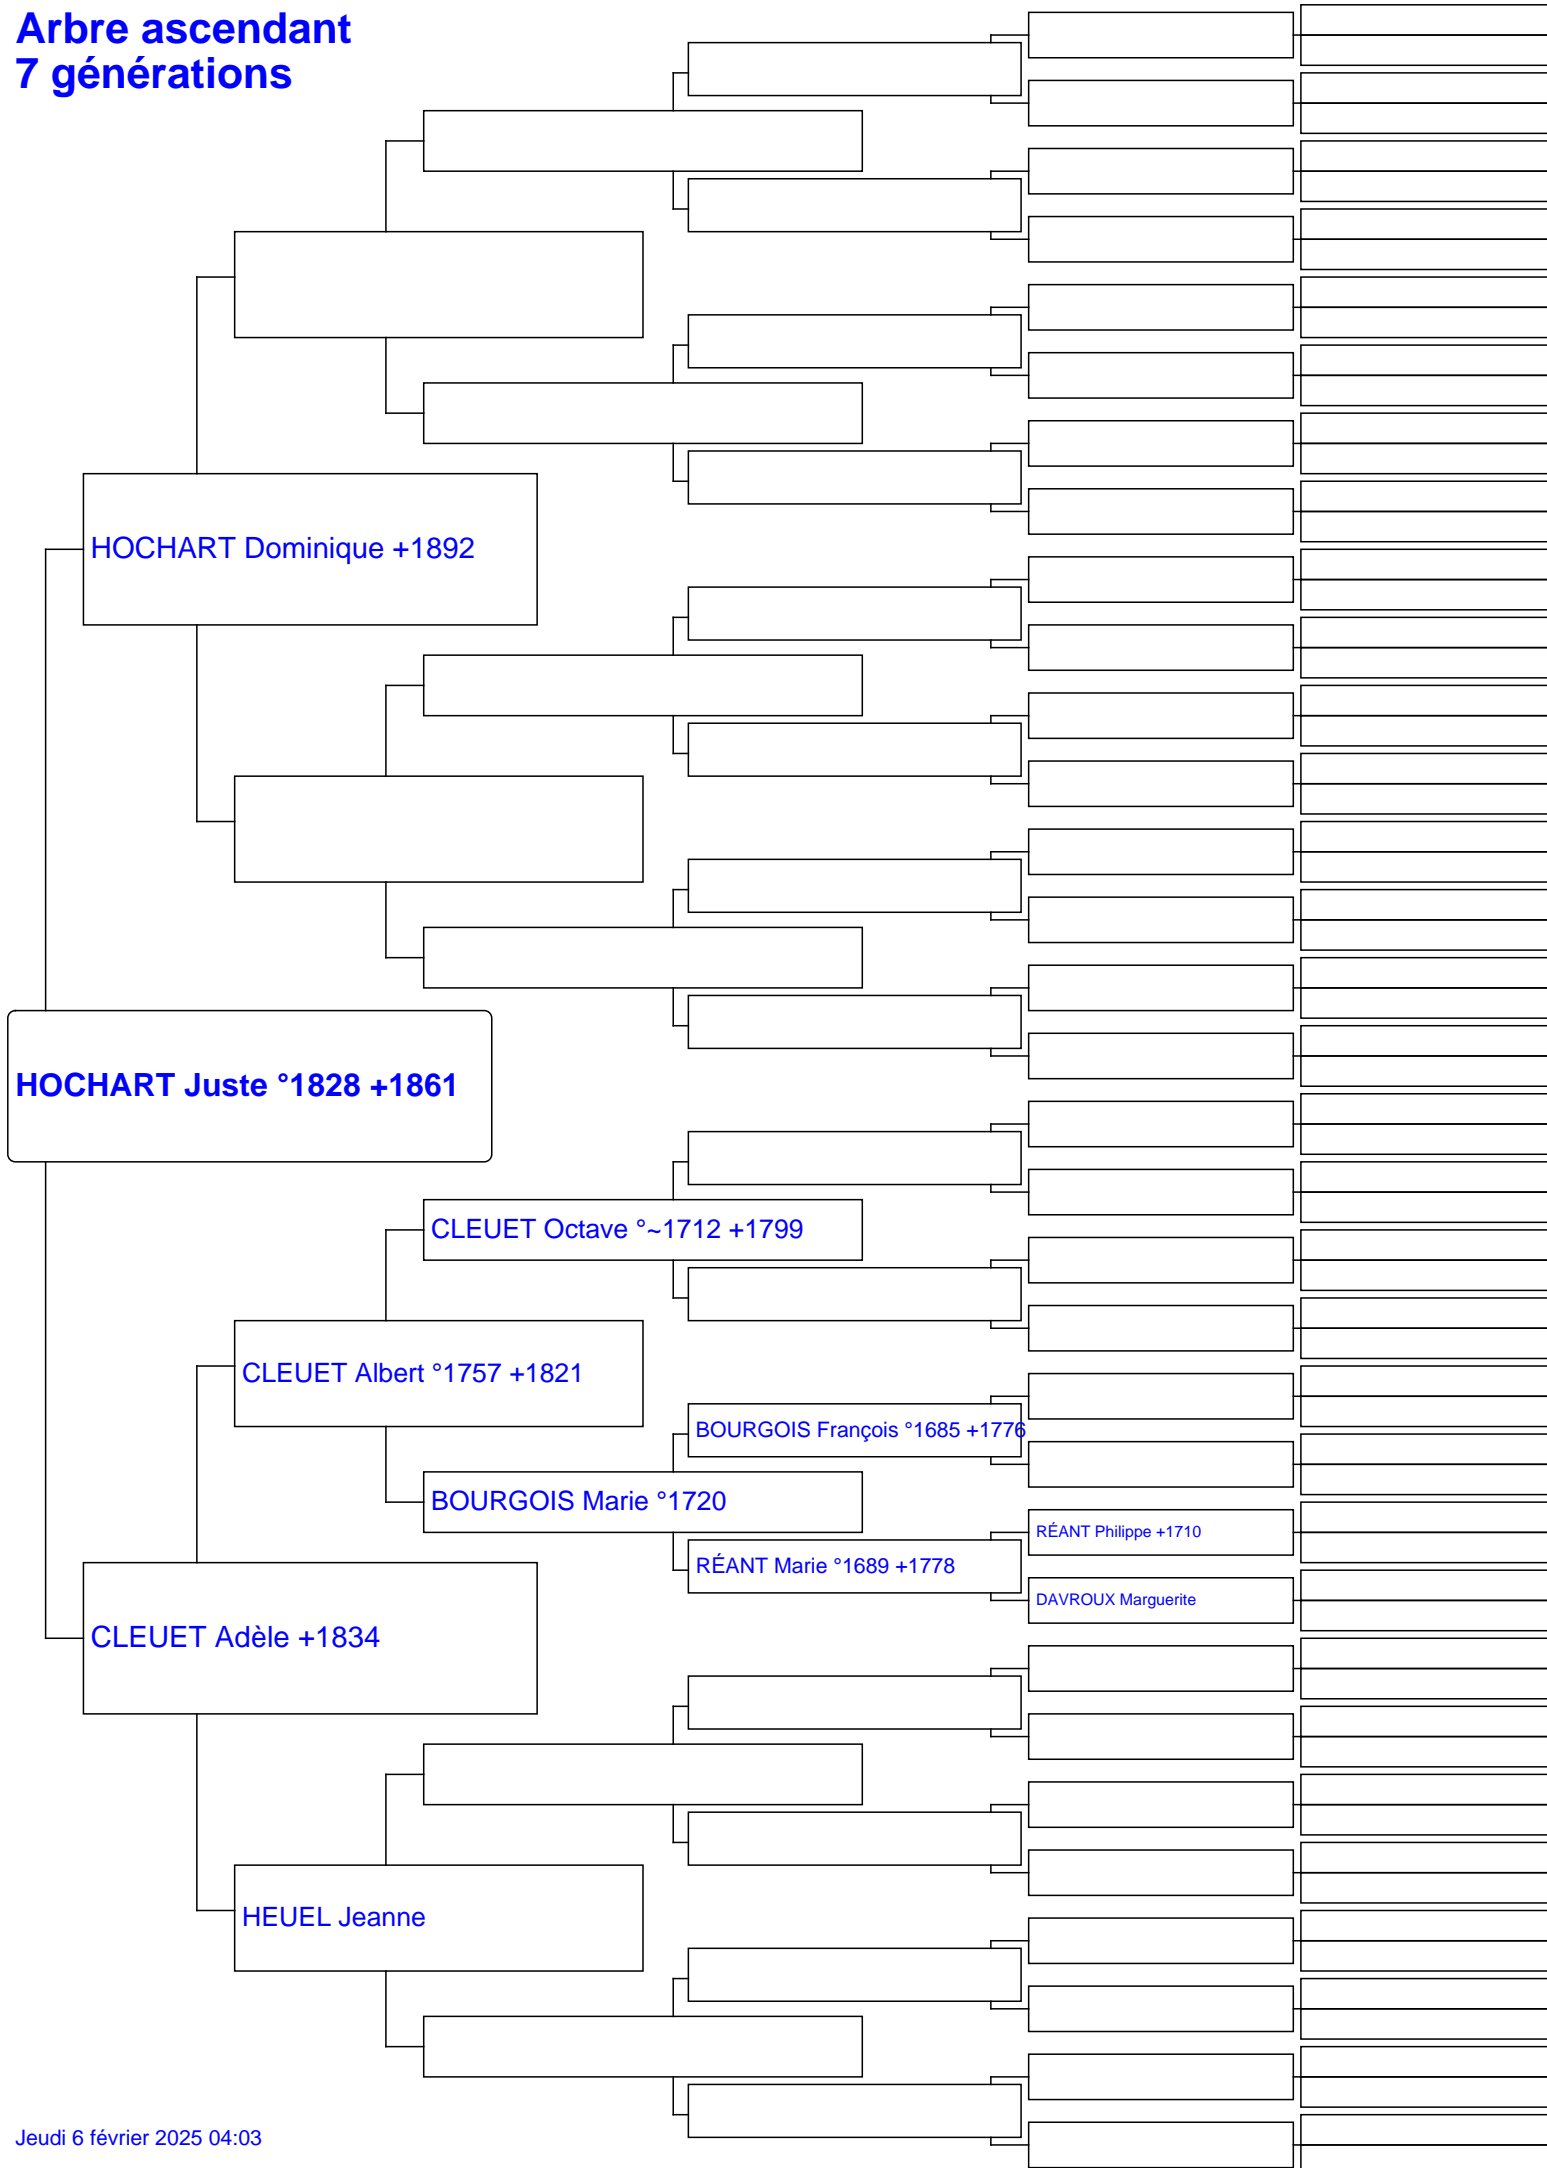 Arbre ascendant
7 générations
HOCHART Dominique +1892
HOCHART Juste °1828 +1861
CLEUET Octave °~1712 +1799
CLEUET Albert °1757 +1821
BOURGOIS François °1685 +1776
BOURGOIS Marie °1720
RÉANT Philippe +1710
RÉANT Marie °1689 +1778
DAVROUX Marguerite
CLEUET Adèle +1834
HEUEL Jeanne
Jeudi 6 février 2025 04:03